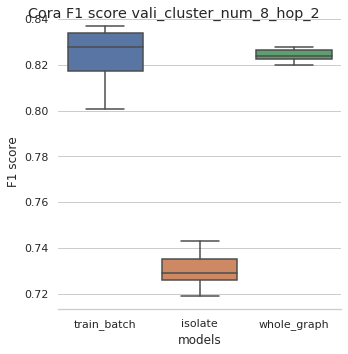 Cora F1 score vali_cluster_num_8_hop_2
0.84
0.82
0.80
0.78
0.76
0.74
0.72
F1 score
train_batch isolate whole_graph
models